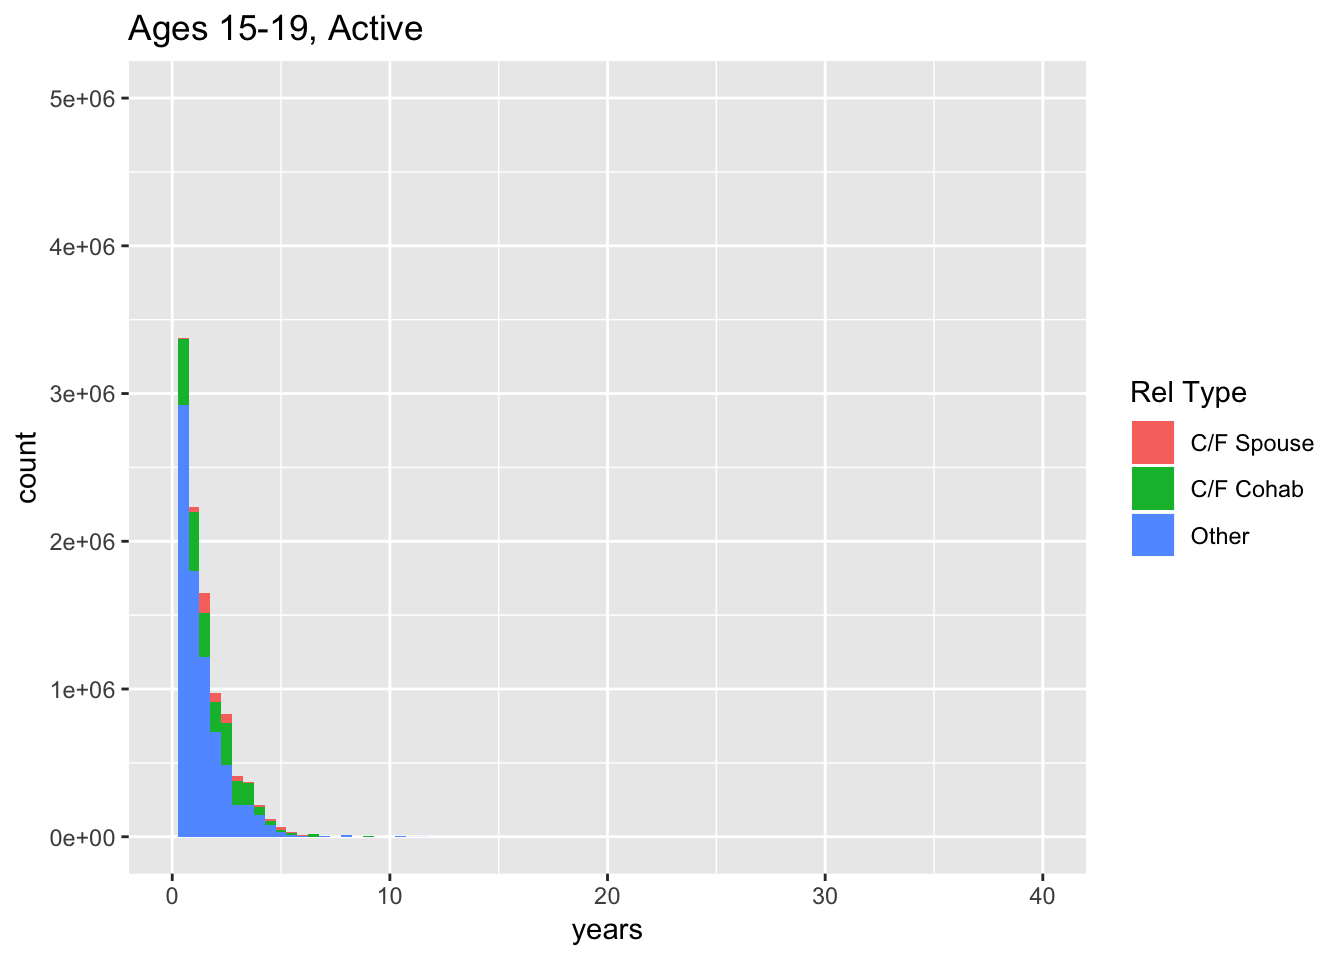 Ages 15-19, Active
5e+06
4e+06
3e+06
2e+06
1e+06
0e+00
count
0 10 20 30 40
years
Rel Type
C/F Spouse
C/F Cohab
Other